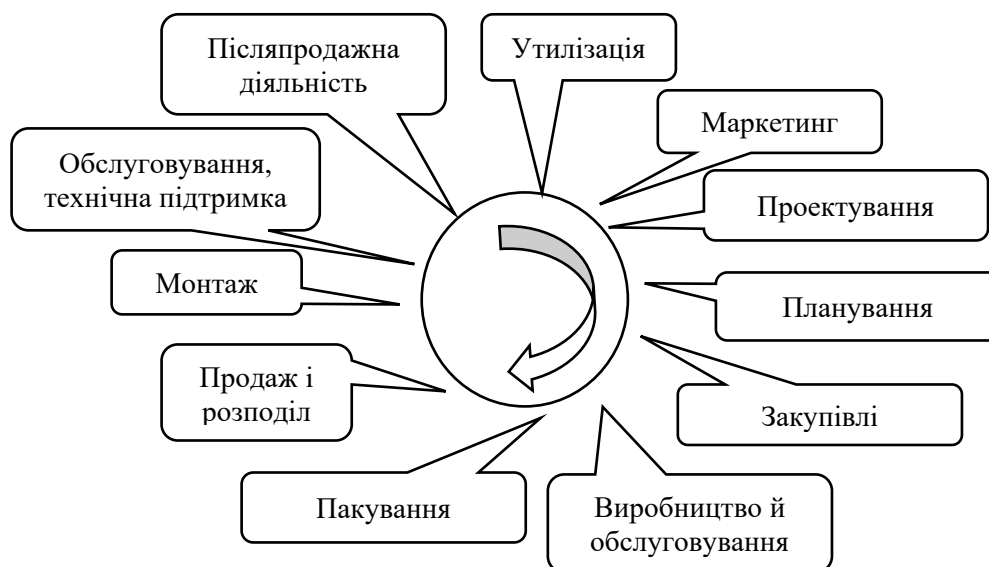 Післяпродажна
діяльність
Утилізація
Маркетинг
Обслуговування,
технічна підтримка
Проектування
Монтаж
Планування
Продаж і
розподіл
Закупівлі
Пакування
Виробництво й
обслуговування